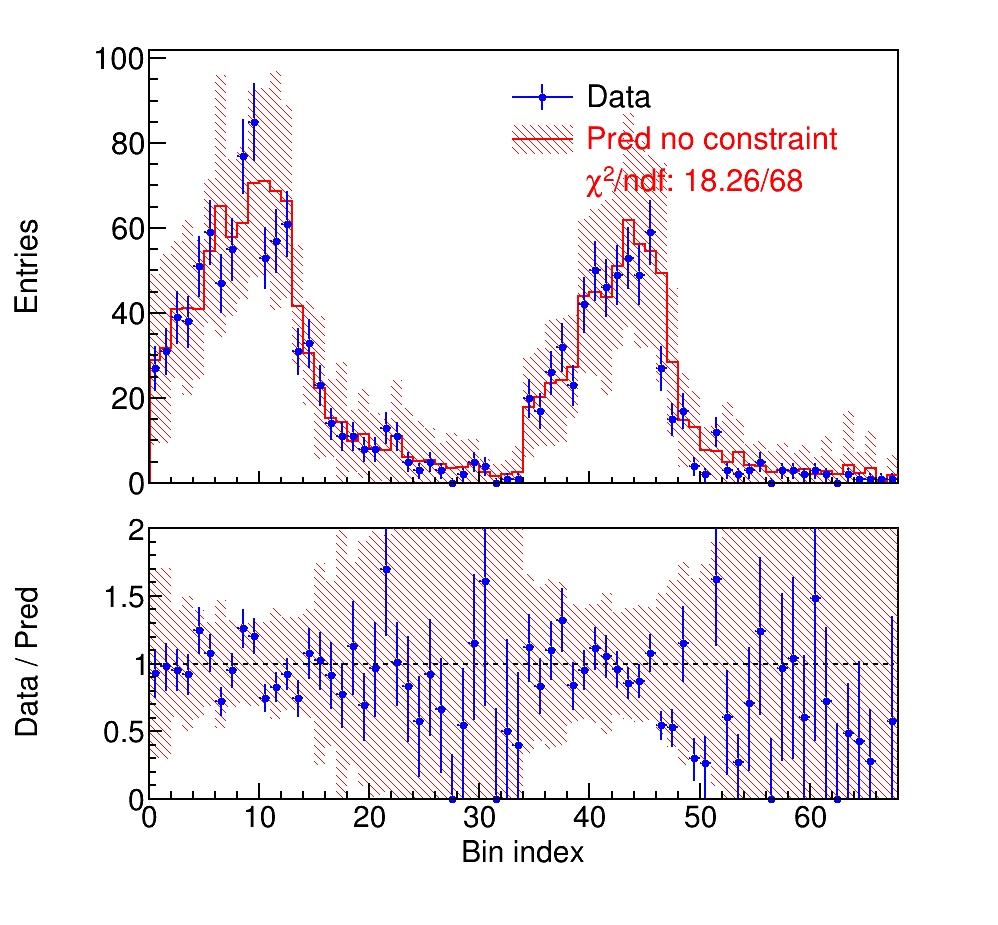 100
80
60
40
20
0
Entries
Data
Pred no constraint
χ²/ndf: 18.26/68
2
1.5
1
0.5
0
Data / Pred
0 10 20 30 40 50 60
Bin index